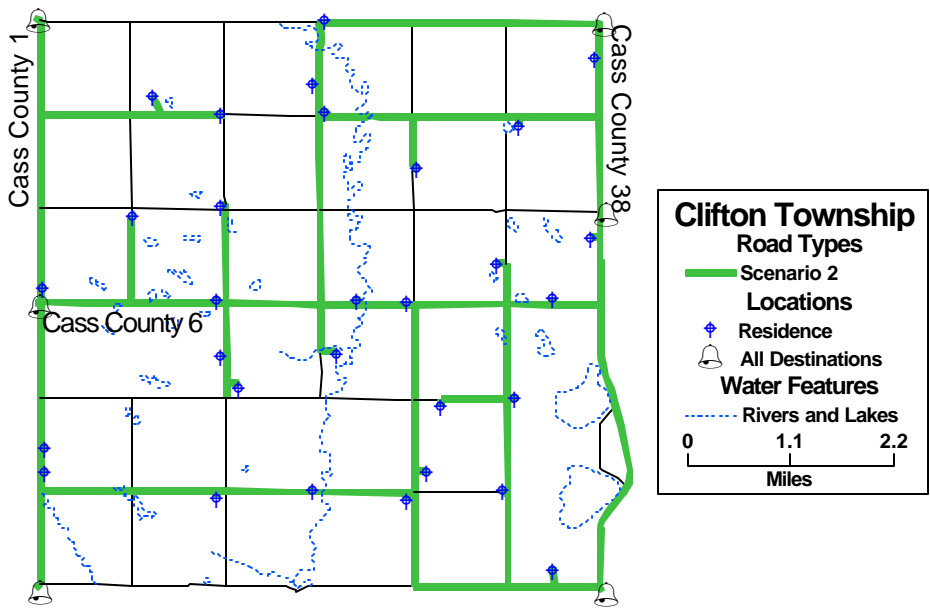 Cass County 1
Cass County 38
Cass County 6
Clifton Township
Road Types
Scenario 2
Locations
Residence
All Destinations
Water Features
Rivers and Lakes
0 1.1 2.2
Miles